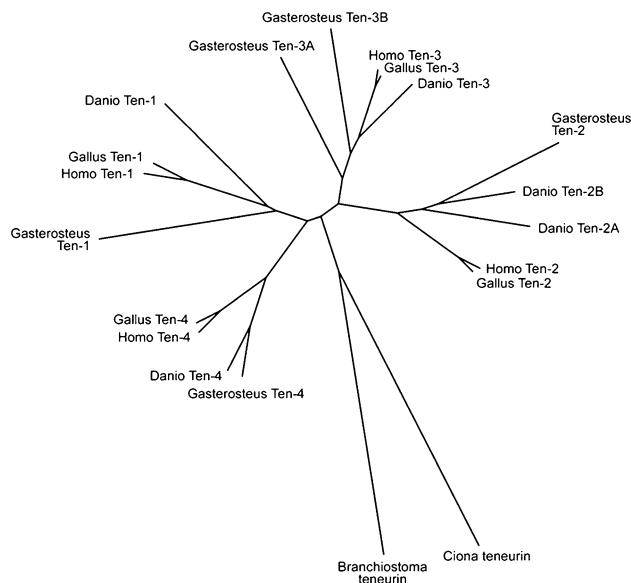 Gasterosteus Ten-3B
Gasterosteus Ten-3A
Homo Ten-3
Gallus Ten-3
Danio Ten-3
Danio Ten-1
Gasterosteus
Ten-2
Gallus Ten-1
Homo Ten-1
Danio Ten-2B
Gasterosteus
Ten-1
Danio Ten-2A
Homo Ten-2
Gallus Ten-2
Gallus Ten-4
Homo Ten-4
Danio Ten-4
Gasterosteus Ten-4
Ciona teneurin
Branchiostoma
teneurin